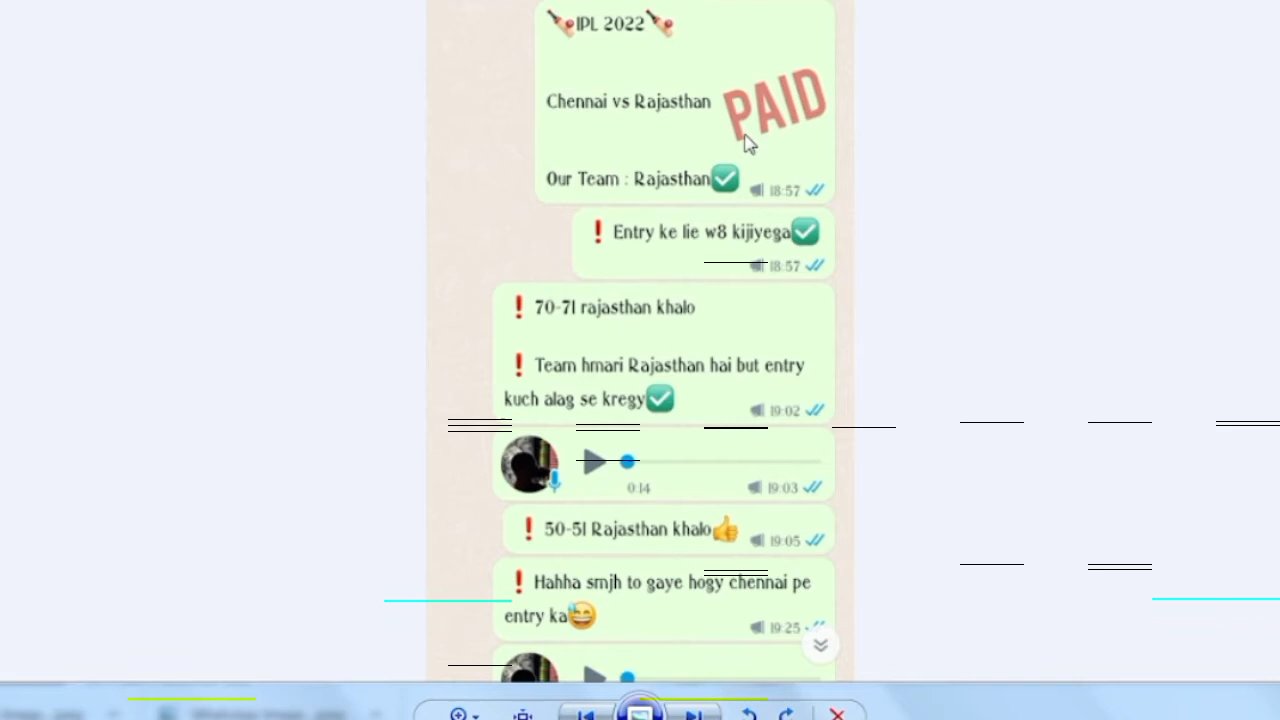 IPL 2022
Chennai vs Rajasthan
PAID
Our Team : Rajasthan
18:57
Entry ke lie w8 kijiyega
18:57
70-71 rajasthan khalo
Team hmari Rajasthan hai but entry
kuch alag se kregy
19:02
0:14
19:03
50-51 Rajasthan khalo
19:05
Hahha smjh to gaye hogy chennai pe
entry ka
19:25